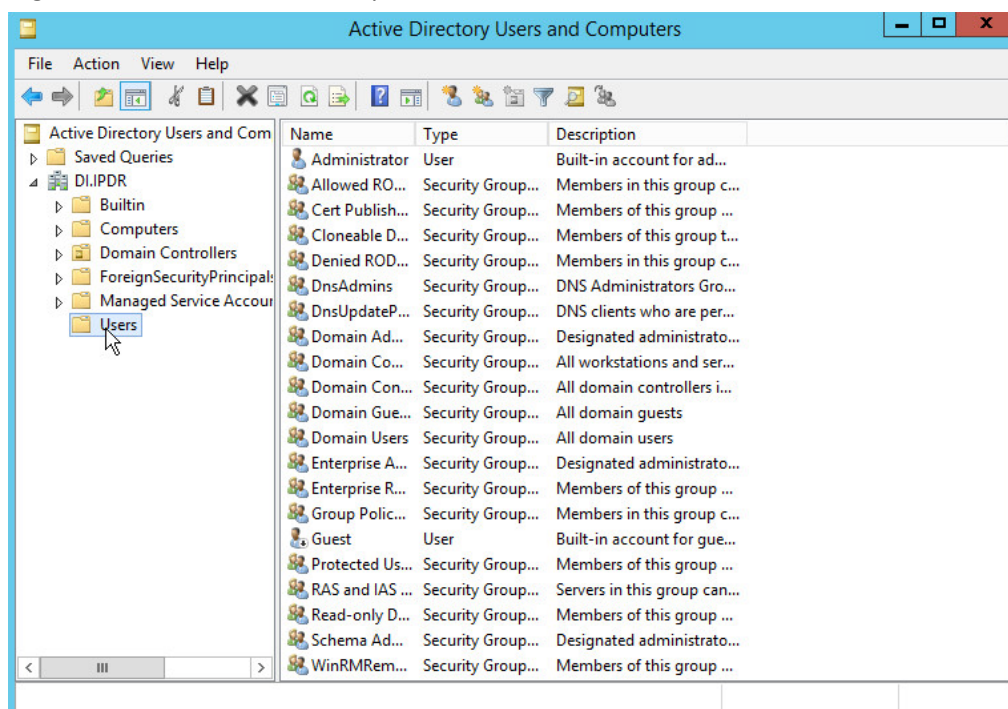 Active Directory Users and Computers
File Action View Help
Active Directory Users and Com
Saved Queries
DI.IPDR
Builtin
Computers
Domain Controllers
ForeignSecurityPrincipals
Managed Service Accour
Users
Name Type Description
Administrator User Built-in account for ad...
Allowed RO... Security Group... Members in this group c...
Cert Publish... Security Group... Members of this group ...
Cloneable D... Security Group... Members of this group t...
Denied ROD... Security Group... Members in this group c...
DnsAdmins Security Group... DNS Administrators Gro...
DnsUpdateP... Security Group... DNS clients who are per...
Domain Ad... Security Group... Designated administrato...
Domain Co... Security Group... All workstations and ser...
Domain Con... Security Group... All domain controllers i...
Domain Gue... Security Group... All domain guests
Domain Users Security Group... All domain users
Enterprise A... Security Group... Designated administrato...
Enterprise R... Security Group... Members of this group ...
Group Polic... Security Group... Members in this group c...
Guest User Built-in account for gue...
Protected Us... Security Group... Members of this group ...
RAS and IAS ... Security Group... Servers in this group can...
Read-only D... Security Group... Members of this group ...
Schema Ad... Security Group... Designated administrato...
WinRMRem... Security Group... Members of this group ...